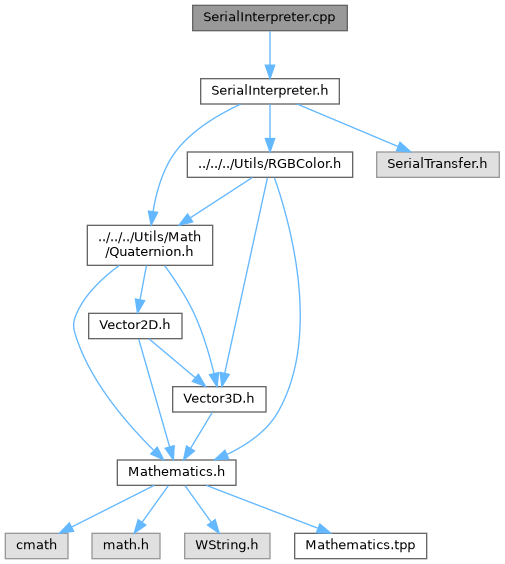 SerialInterpreter.cpp
SerialInterpreter.h
../../../Utils/RGBColor.h
SerialTransfer.h
../../../Utils/Math
/Quaternion.h
Vector2D.h
Vector3D.h
Mathematics.h
cmath
math.h
WString.h
Mathematics.tpp